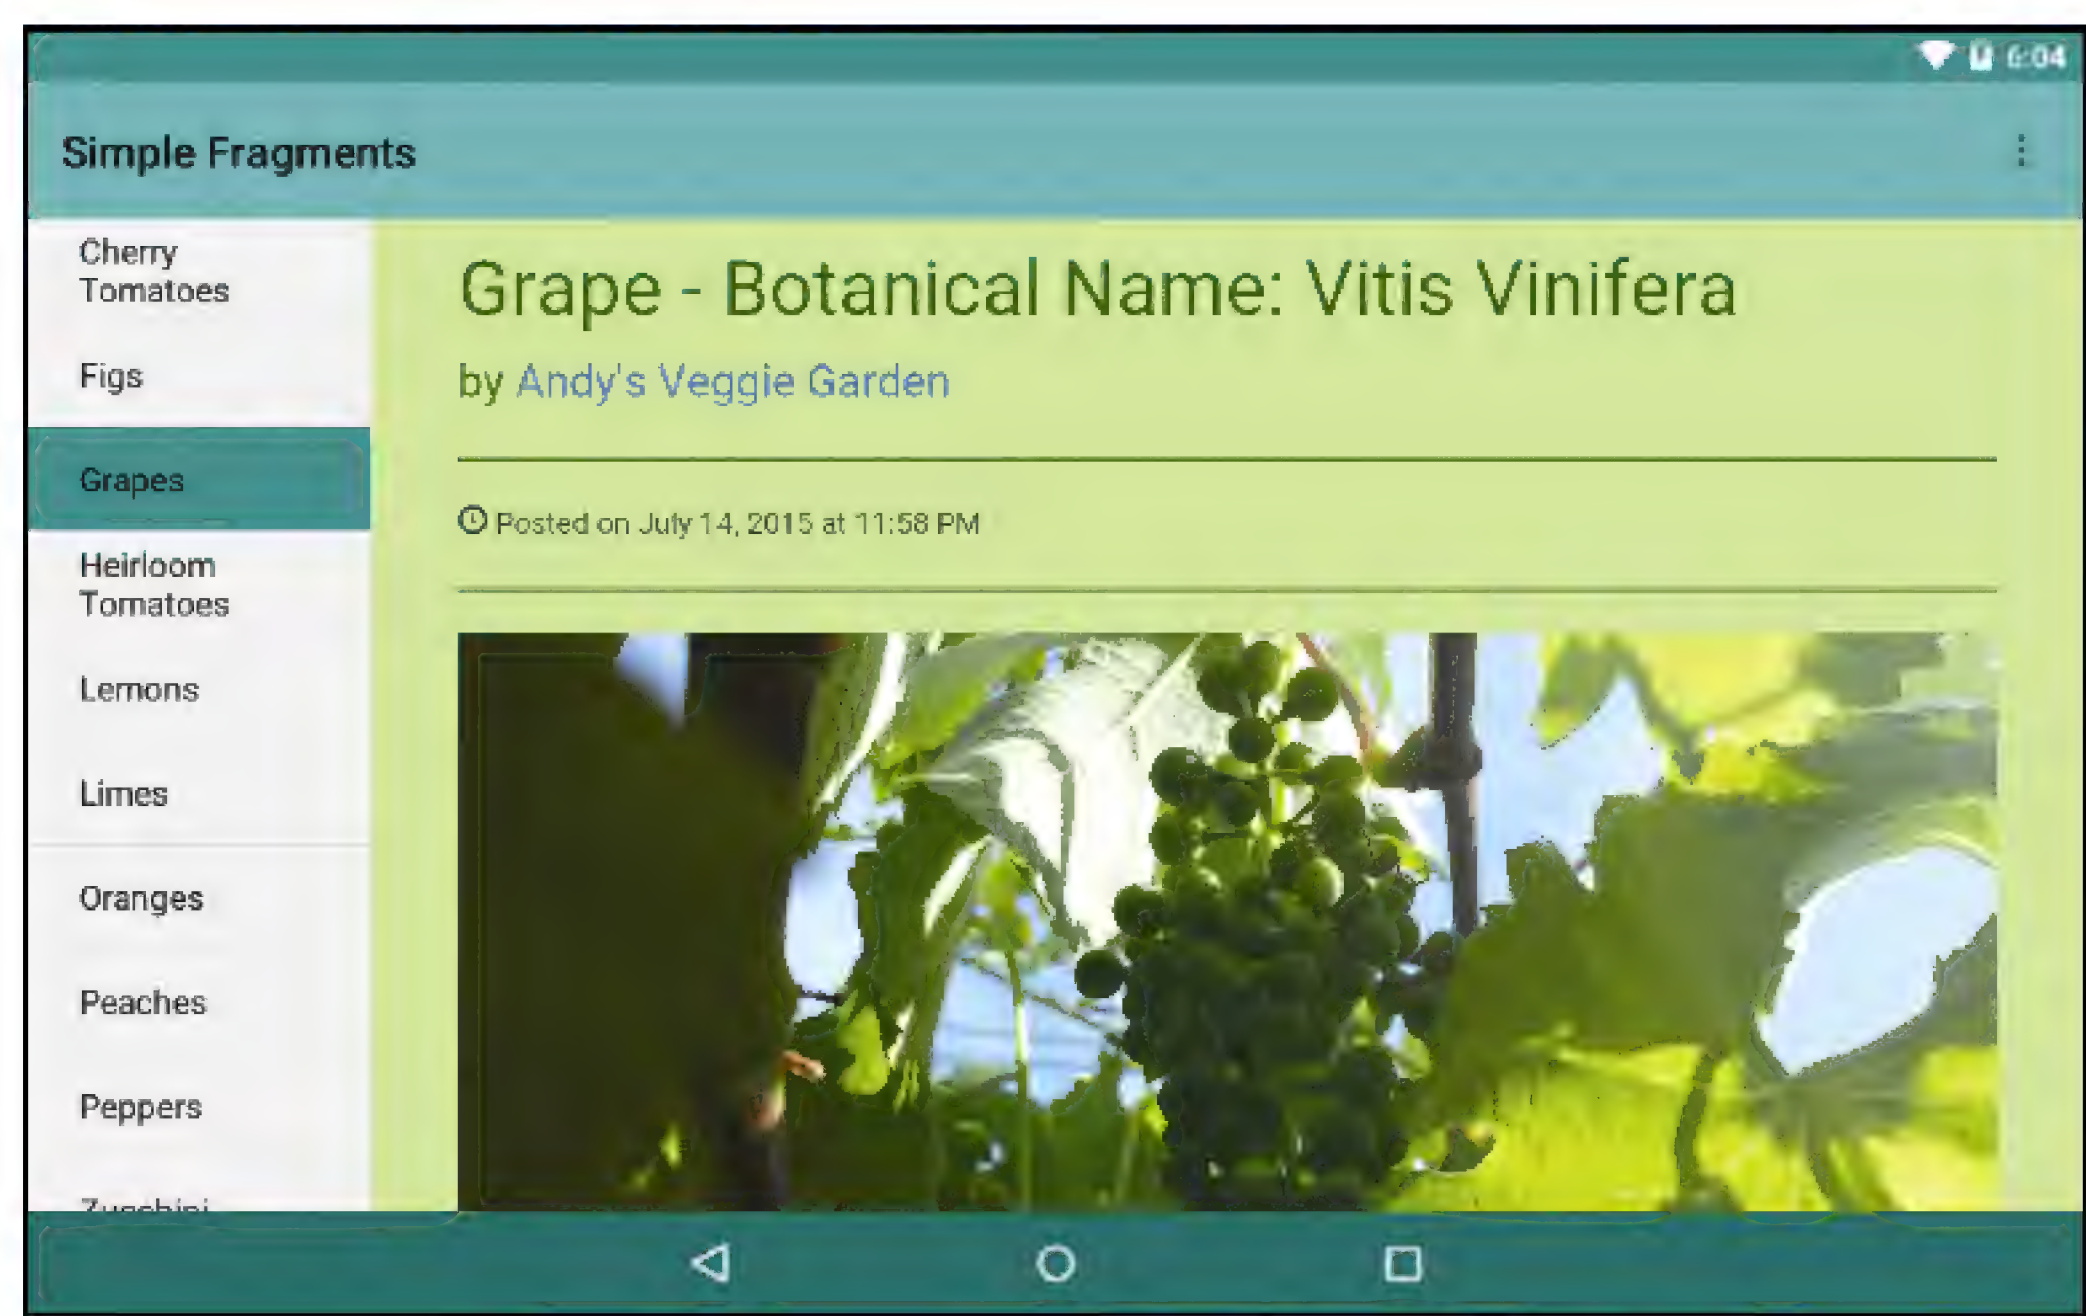 6:04
Simple Fragments
Cherry
Tomatoes
Figs
Grapes
Heirloom
Tomatoes
Lemons
Limes
Oranges
Peaches
Peppers
Zucchini
Grape - Botanical Name: Vitis Vinifera
by Andy's Veggie Garden
Posted on July 14, 2015 at 11:58 PM